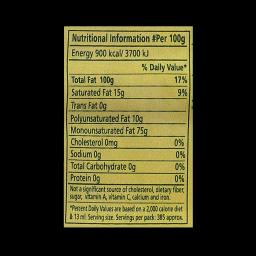 Nutritional Information #Per 100g
Energy 900 kcal/ 3700 kJ
% Daily Value*
Total Fat 100g 17%
Saturated Fat 15g 9%
Trans Fat 0g
Polyunsaturated Fat 10g
Monounsaturated Fat 75g
Cholesterol 0mg 0%
Sodium 0g 0%
Total Carbohydrate 0g 0%
Protein 0g 0%
Not a significant source of cholesterol, dietary fiber,
sugar, vitamin A, vitamin C, calcium and iron.
*Percent Daily Values are based on a 2,000 calorie diet.
& 13 ml. Serving size. Servings per pack: 385 approx.